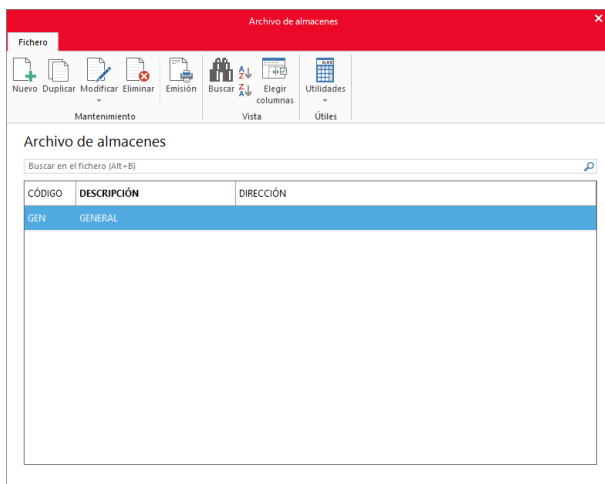 Archivo de almacenes
Fichero
Nuevo Duplicar Modificar Eliminar Emisión Buscar Elegir columnas Utilidades
Mantenimiento Vista Útiles
Archivo de almacenes
Buscar en el fichero (Alt+B)
CÓDIGO DESCRIPCIÓN DIRECCIÓN
GEN GENERAL